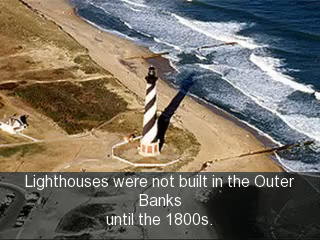 Lighthouses were not built in the Outer
Banks
until the 1800s.